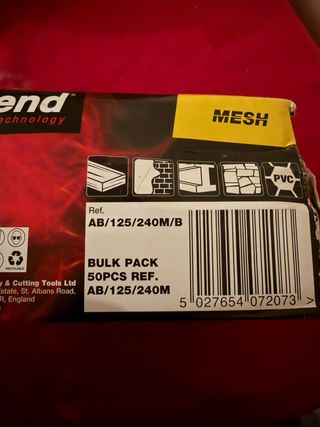 end™
echnology
MESH
PVC
Ref.
AB/125/240M/B
BULK PACK
50PCS REF.
AB/125/240M
5 027654 072073 >
y & Cutting Tools Ltd
state, St. Albans Road,
R, England